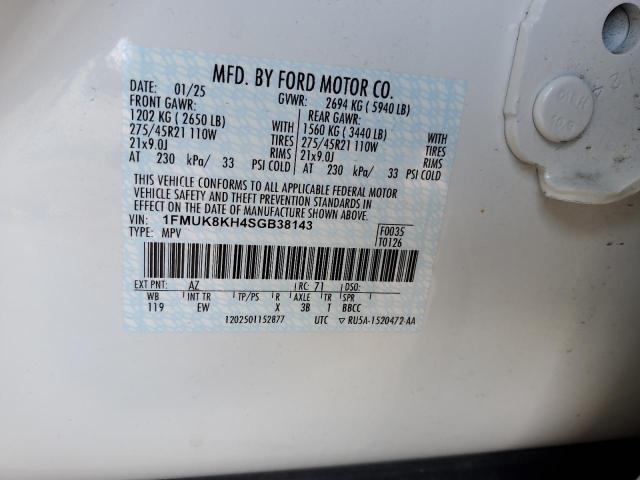 MFD. BY FORD MOTOR CO.
DATE: 01/25 GVWR: 2694 KG ( 5940 LB)
FRONT GAWR: REAR GAWR:
1202 KG ( 2650 LB) WITH 1560 KG ( 3440 LB) WITH
275/45R21 110W TIRES 275/45R21 110W TIRES
21x9.0J RIMS 21x9.0J RIMS
AT 230 kPa/ 33 PSI COLD AT 230 kPa/ 33 PSI COLD
THIS VEHICLE CONFORMS TO ALL APPLICABLE FEDERAL MOTOR
VEHICLE SAFETY AND THEFT PREVENTION STANDARDS IN
EFFECT ON THE DATE OF MANUFACTURE SHOWN ABOVE.
VIN: 1FMUK8KH4SGB38143 F0035
TYPE: MPV T0126
EXT PNT: AZ RC: 71 DSO:
WB INT TR TP/PS R AXLE TR SPR
119 EW X 3B T BBCC
1202501152877 UTC ▽ RU5A-1520472-AA